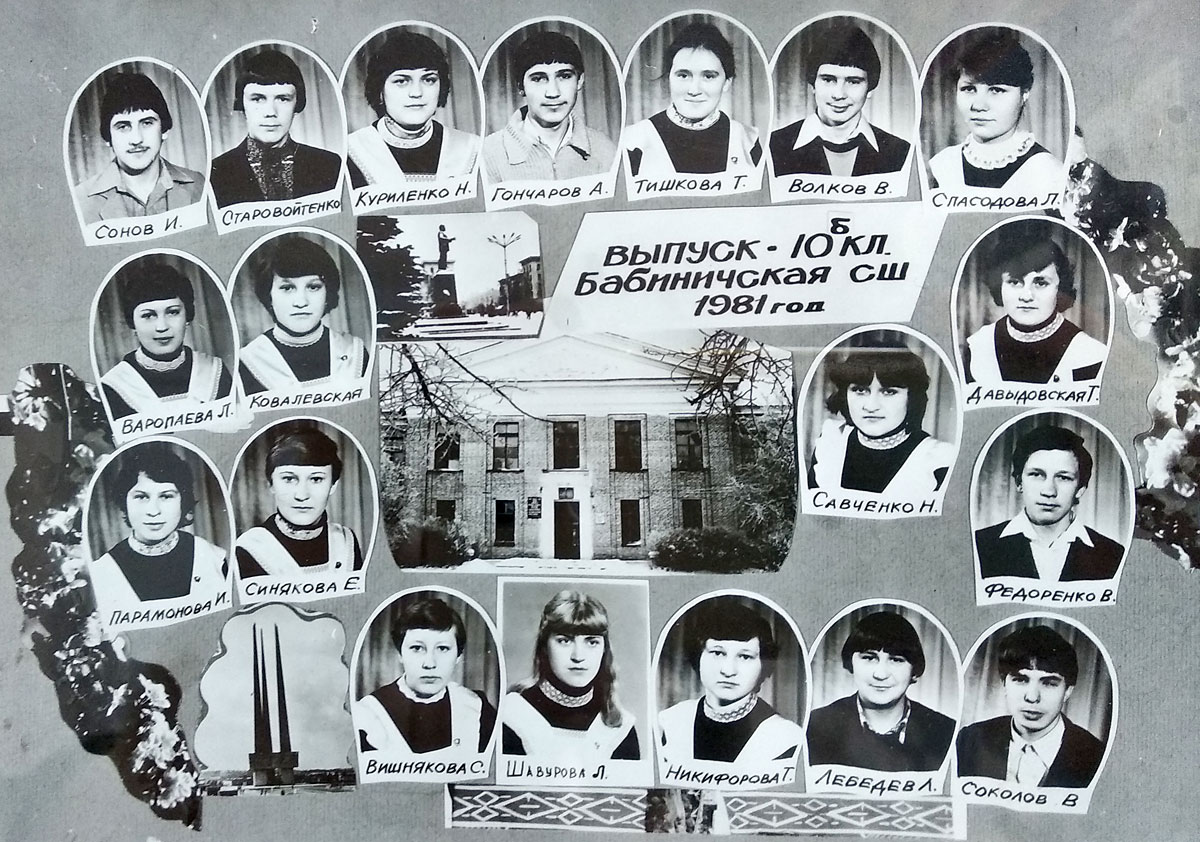 Сонов И.
Старовойтенко
Куриленко Н.
Гончаров А.
Тишкова Т.
Волков В.
Спасодова Л.
Выпуск - 10 б кл.
Бабиничская СШ
1981 год
Варопаева Л.
Ковалевская
Давыдовская Т.
Савченко Н.
Парамонова И.
Синякова Е.
Федоренко В.
Вишнякова С.
Шавурова Л.
Никифорова Т.
Лебедев Л.
Соколов В